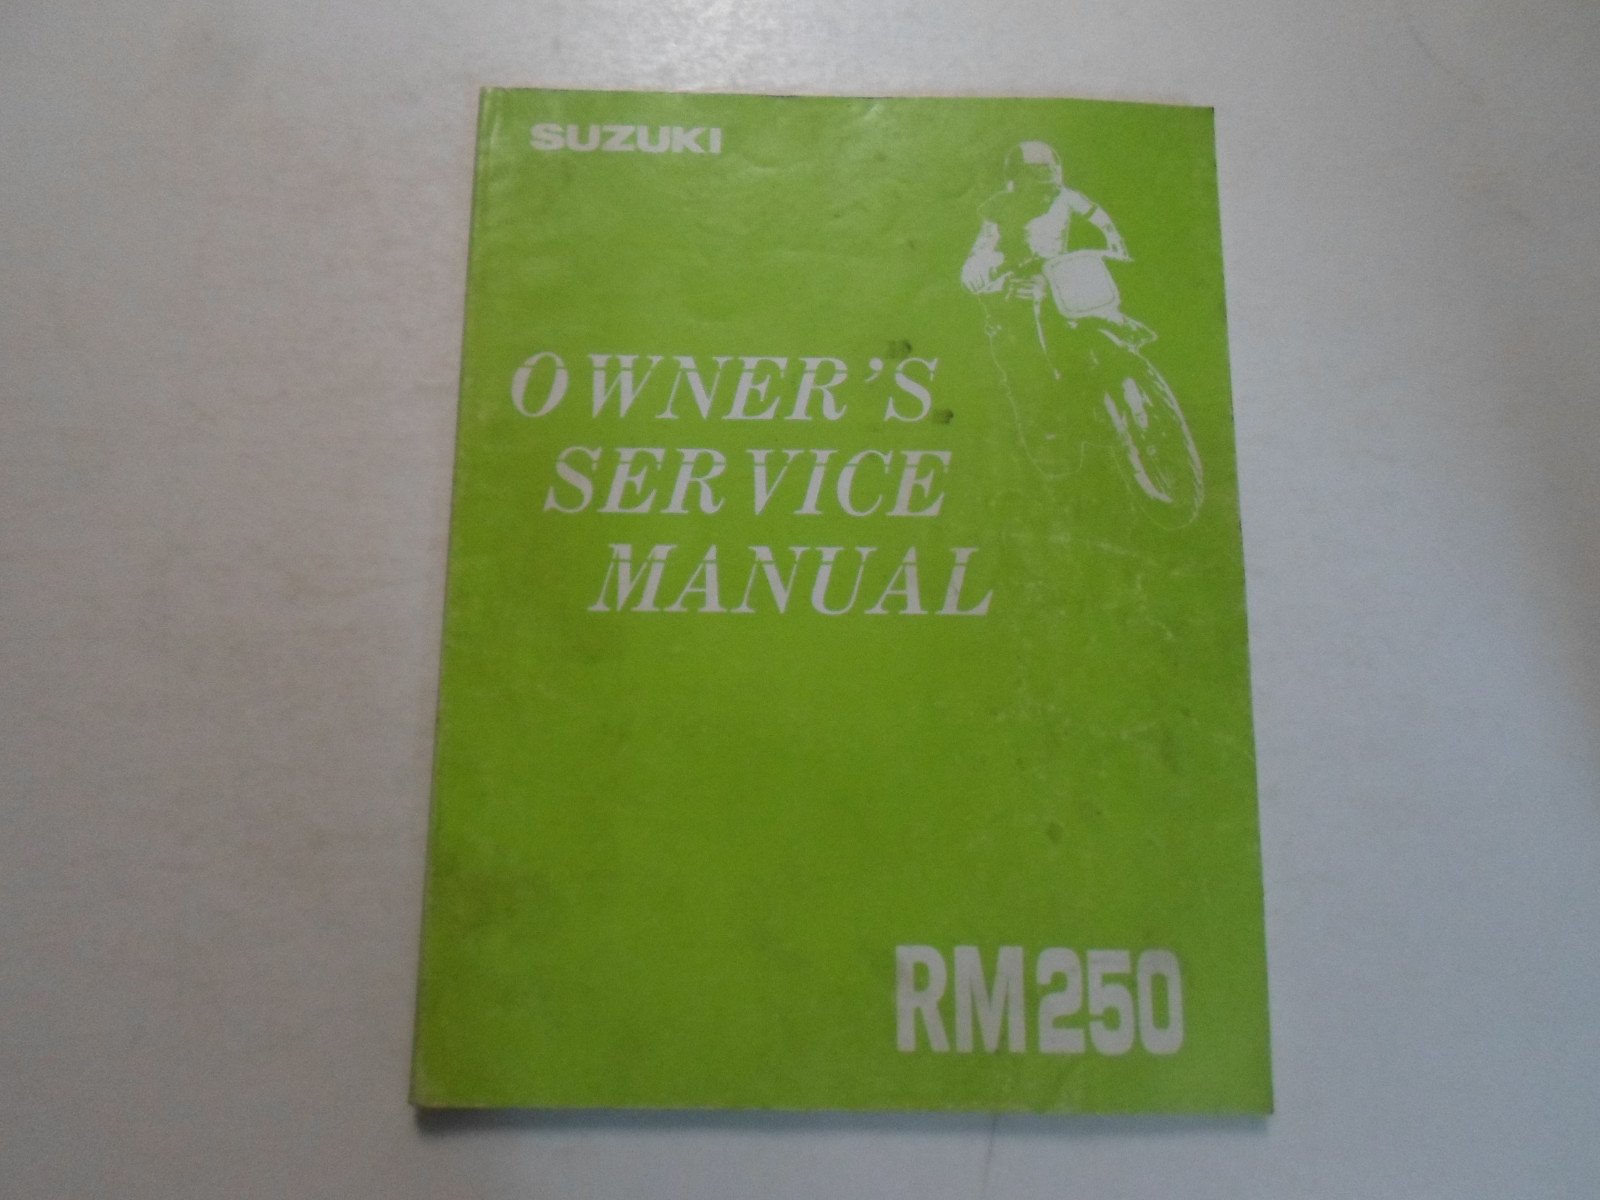 SUZUKI
OWNER'S
SERVICE
MANUAL
RM250